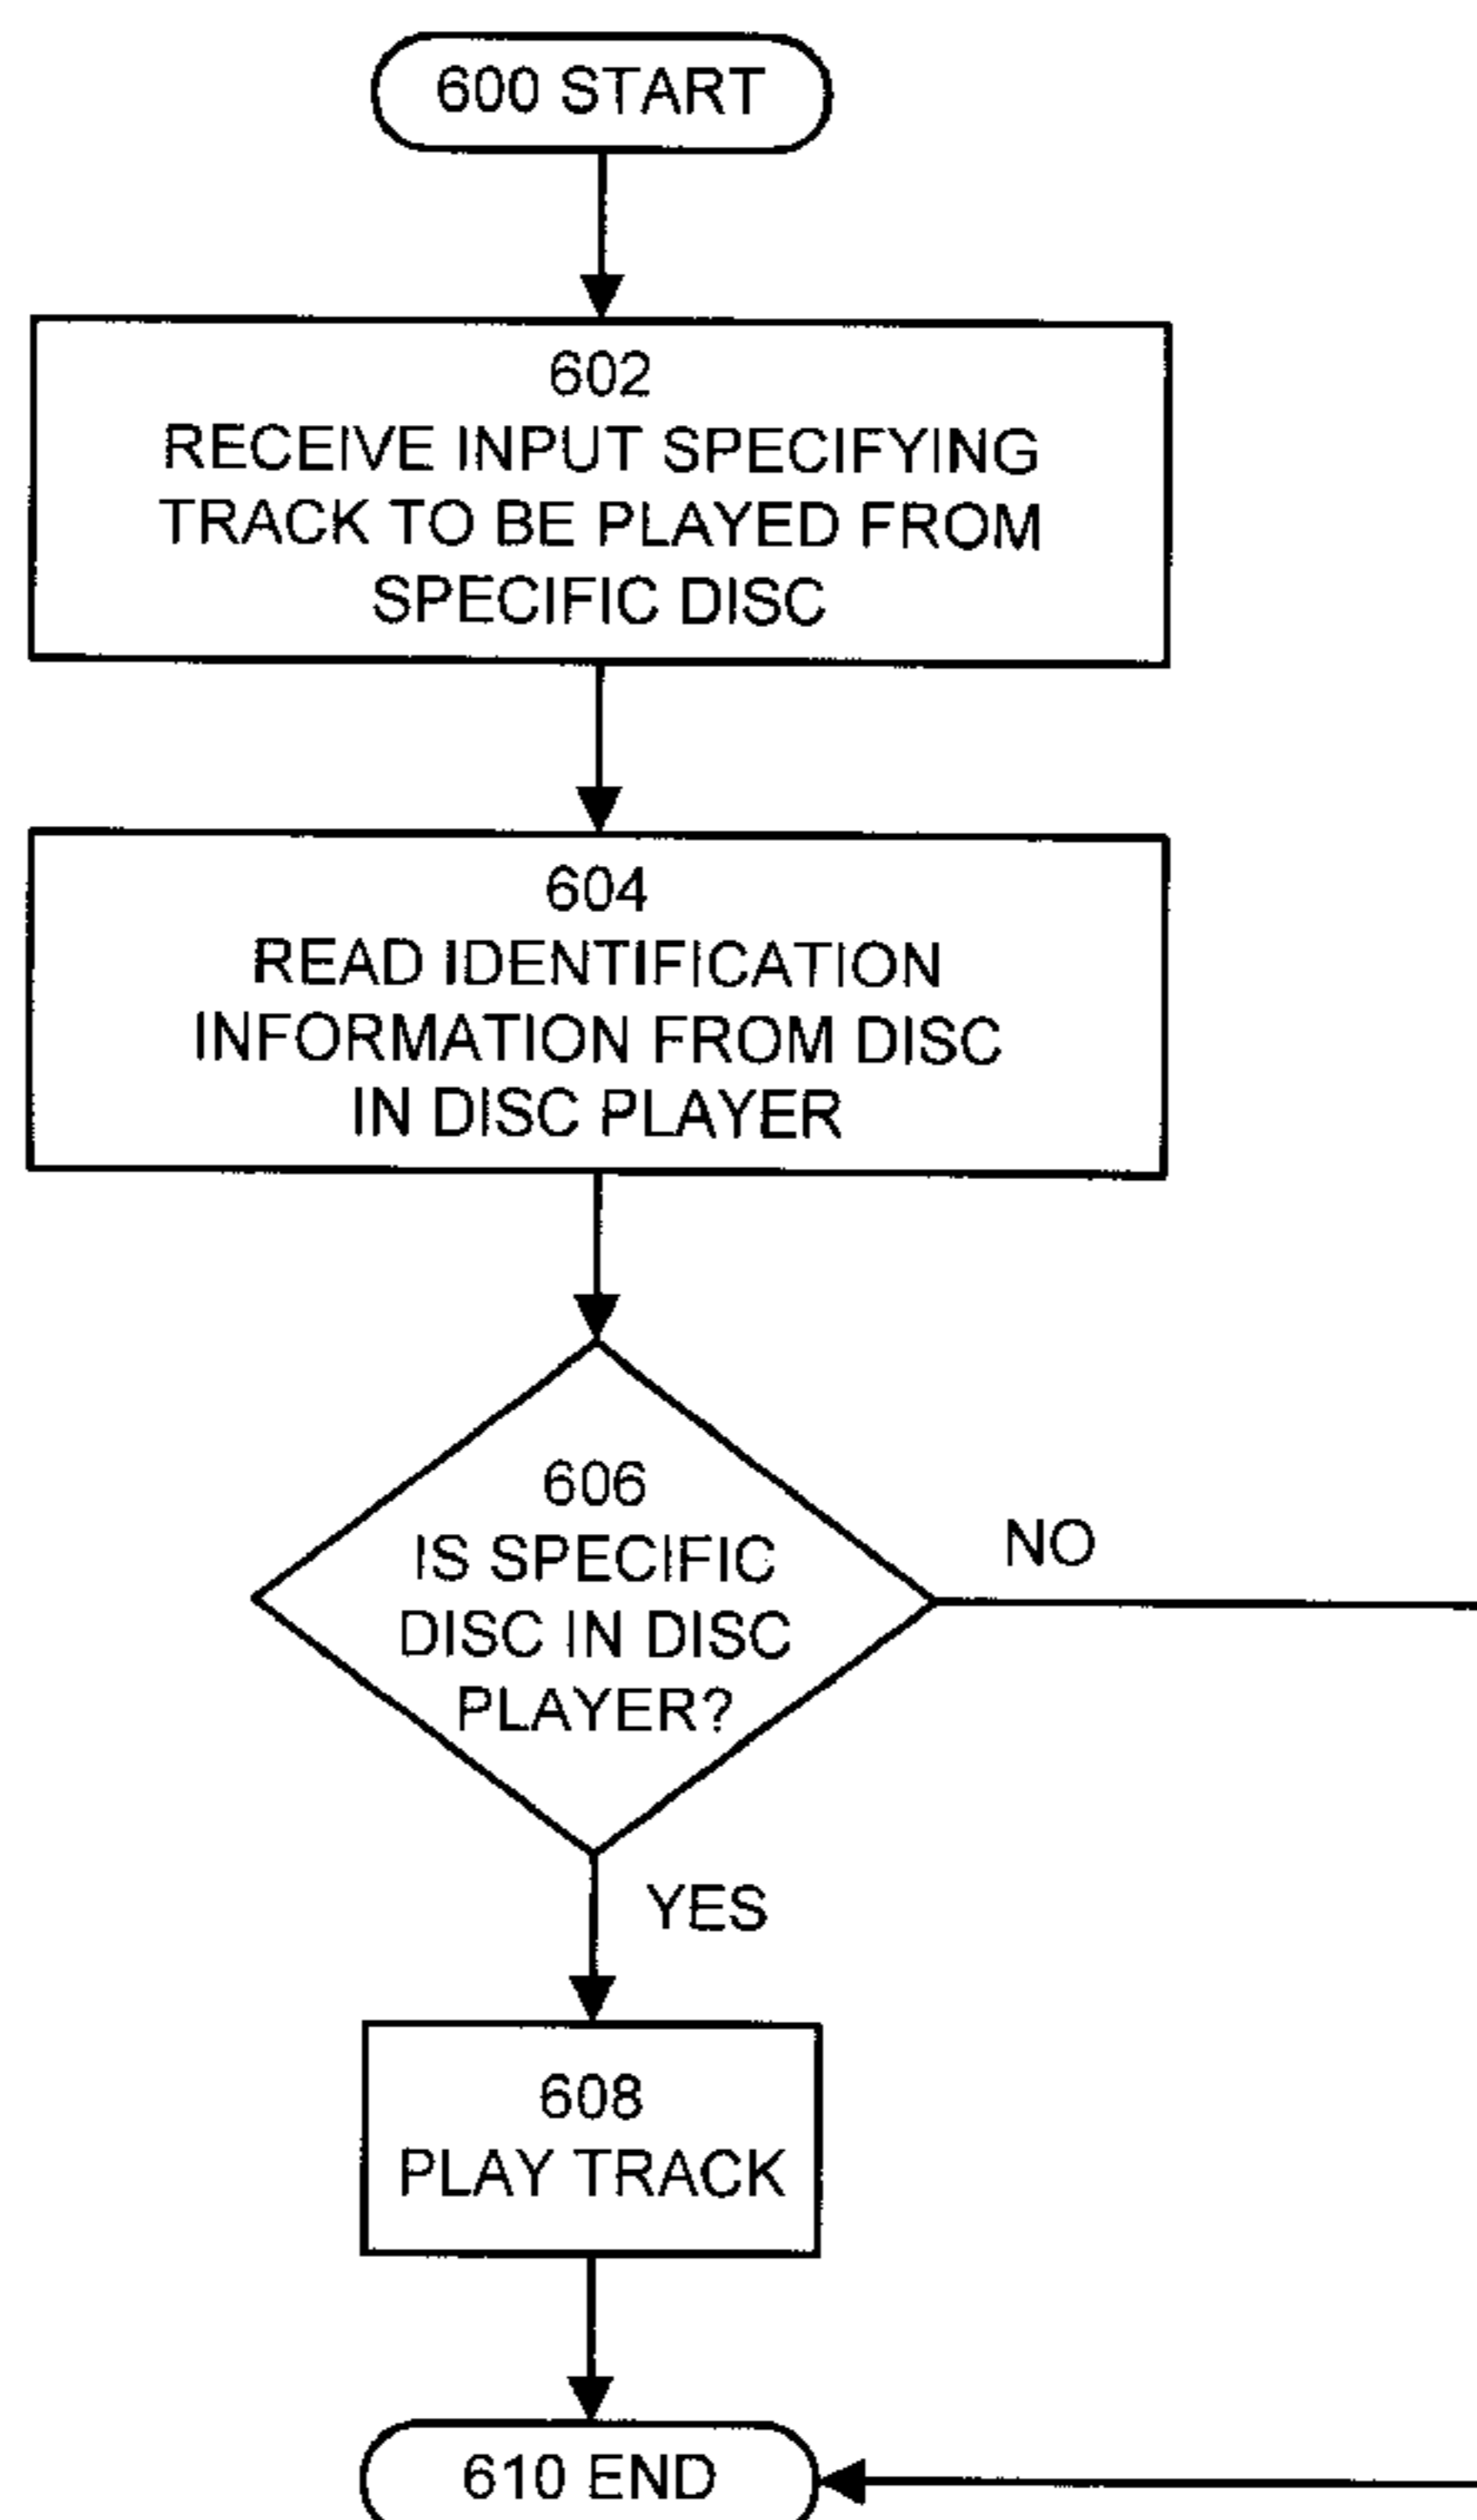 600 START
602
RECEIVE INPUT SPECIFYING
TRACK TO BE PLAYED FROM
SPECIFIC DISC
604
READ IDENTIFICATION
INFORMATION FROM DISC
IN DISC PLAYER
606
IS SPECIFIC
DISC IN DISC
PLAYER?
NO
YES
608
PLAY TRACK
610 END